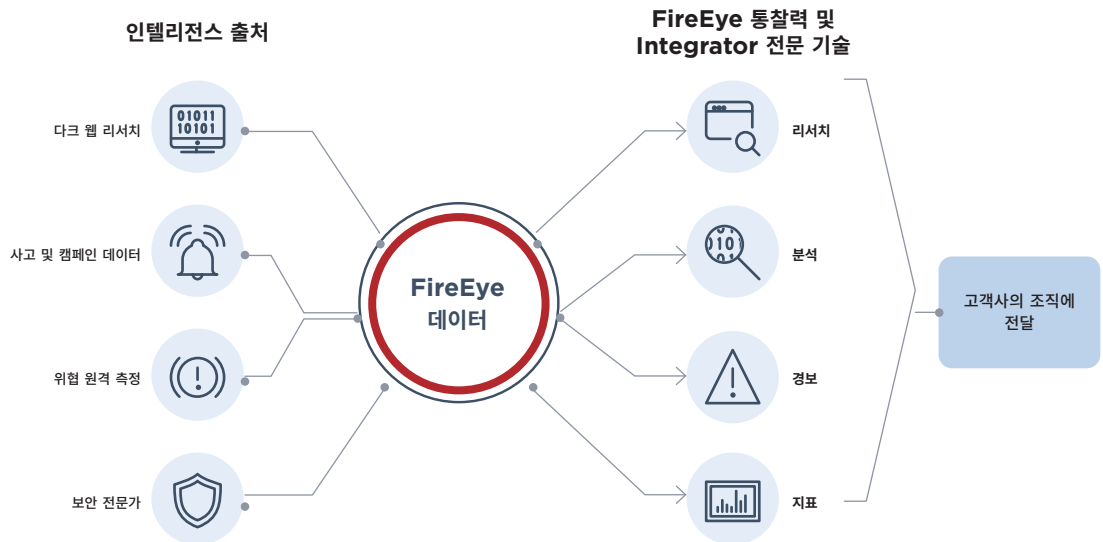 인텔리전스 출처
다크 웹 리서치
01011
10101
사고 및 캠페인 데이터
위협 원격 측정
보안 전문가
FireEye
데이터
FireEye 통찰력 및
Integrator 전문 기술
리서치
분석
경보
지표
고객사의 조직에
전달